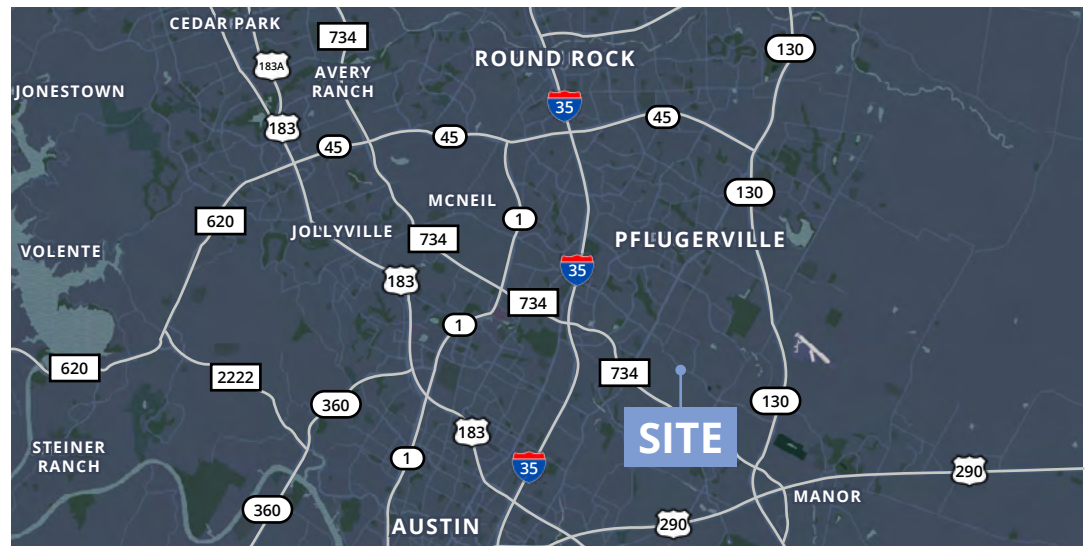 CEDAR PARK
734
130
183A
ROUND ROCK
AVERY
RANCH
JONESTOWN
35
183
45
45
45
130
MCNEIL
620
1
JOLLYVILLE
734
PFLUGERVILLE
VOLENTE
35
183
734
1
620
2222
734
360
130
183
SITE
STEINER
RANCH
1
35
290
MANOR
360
AUSTIN
290